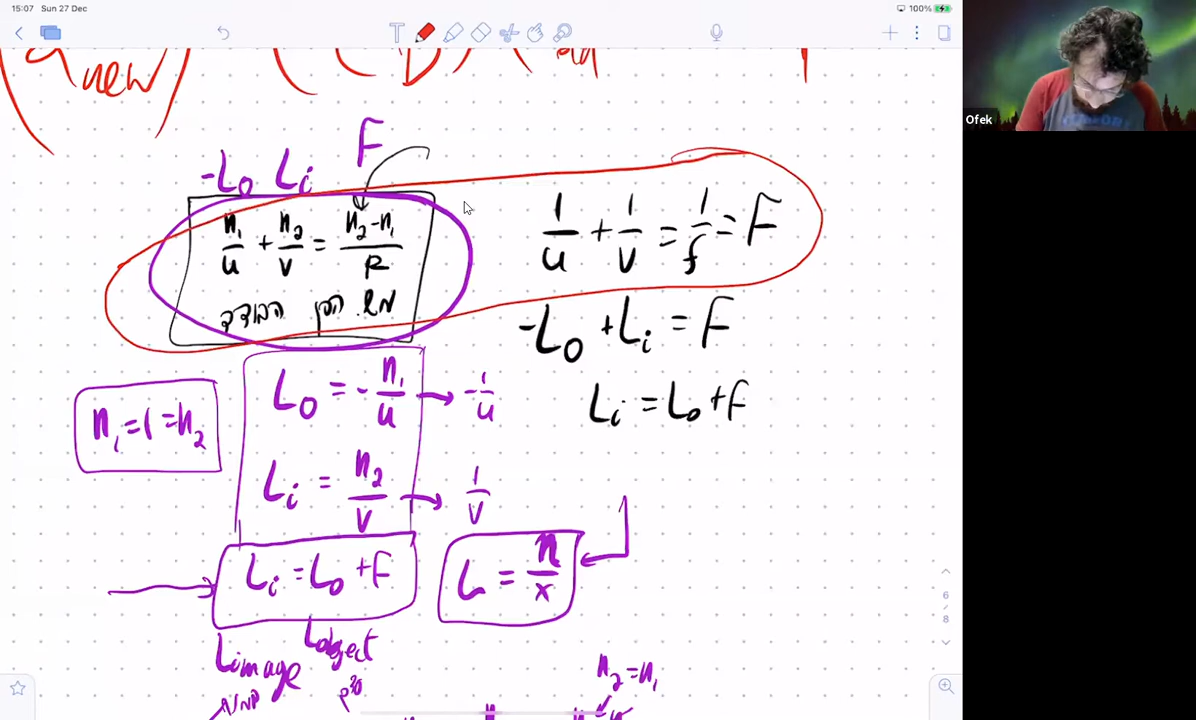 15:07 Sun 27 Dec
100%
Ofek
new
-L₀ Lᵢ F
n₁/u + n₂/v = (n₂-n₁)/R
1/u + 1/v = 1/f = F
-L₀ + Lᵢ = F
Lᵢ = L₀ + F
n₁ = 1 = n₂
L₀ = -n₁/u → -1/u
Lᵢ = n₂/v → 1/v
Lᵢ = L₀ + F
L = n/x
Limage Lobject
n₂ = n₁
6
/
8